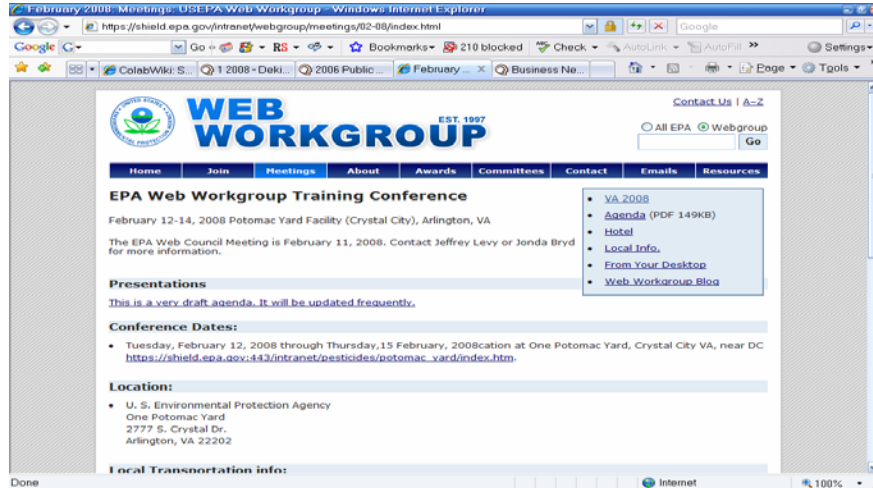 February 2008: Meetings: USEPA Web Workgroup - Windows Internet Explorer
https://shield.epa.gov/intranet/webgroup/meetings/02-08/index.html
Google
Google G
Go
RS
Bookmarks
210 blocked
Check
AutoLink
AutoFill
Settings
ColabWiki: S...
1 2008 - Deki...
2006 Public ...
February ...
Business Ne...
Page
Tools
UNITED STATES
WEB
WORKGROUP
EST. 1997
Contact Us | A-Z
All EPA
Webgroup
Go
Home Join Meetings About Awards Committees Contact Emails Resources
EPA Web Workgroup Training Conference
February 12-14, 2008 Potomac Yard Facility (Crystal City), Arlington, VA
The EPA Web Council Meeting is February 11, 2008. Contact Jeffrey Levy or Jonda Bryd
for more information.
VA 2008
Agenda (PDF 149KB)
Hotel
Local Info.
From Your Desktop
Web Workgroup Blog
Presentations
This is a very draft agenda. It will be updated frequently.
Conference Dates:
Tuesday, February 12, 2008 through Thursday,15 February, 2008cation at One Potomac Yard, Crystal City VA, near DC
https://shield.epa.gov:443/intranet/pesticides/potomac_yard/index.htm.
Location:
U. S. Environmental Protection Agency
One Potomac Yard
2777 S. Crystal Dr.
Arlington, VA 22202
Local Transportation info:
Done
Internet
100%